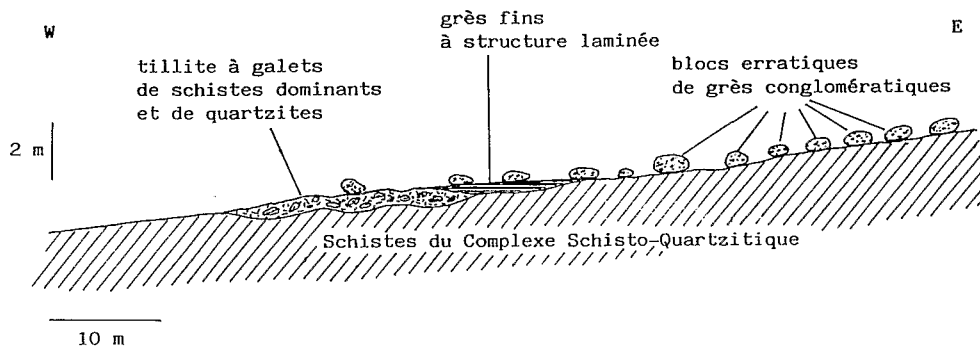 W
E
grès fins
à structure laminée
tillite à galets
de schistes dominants
et de quartzites
blocs erratiques
de grès conglomératiques
2 m
Schistes du Complexe Schisto-Quartzitique
10 m